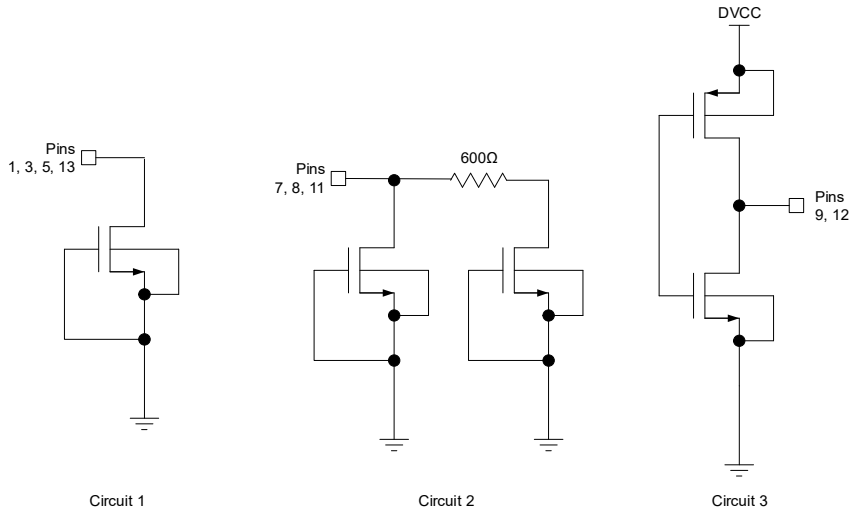 DVCC
Pins
1, 3, 5, 13
Pins
7, 8, 11
600Ω
Pins
9, 12
Circuit 1
Circuit 2
Circuit 3